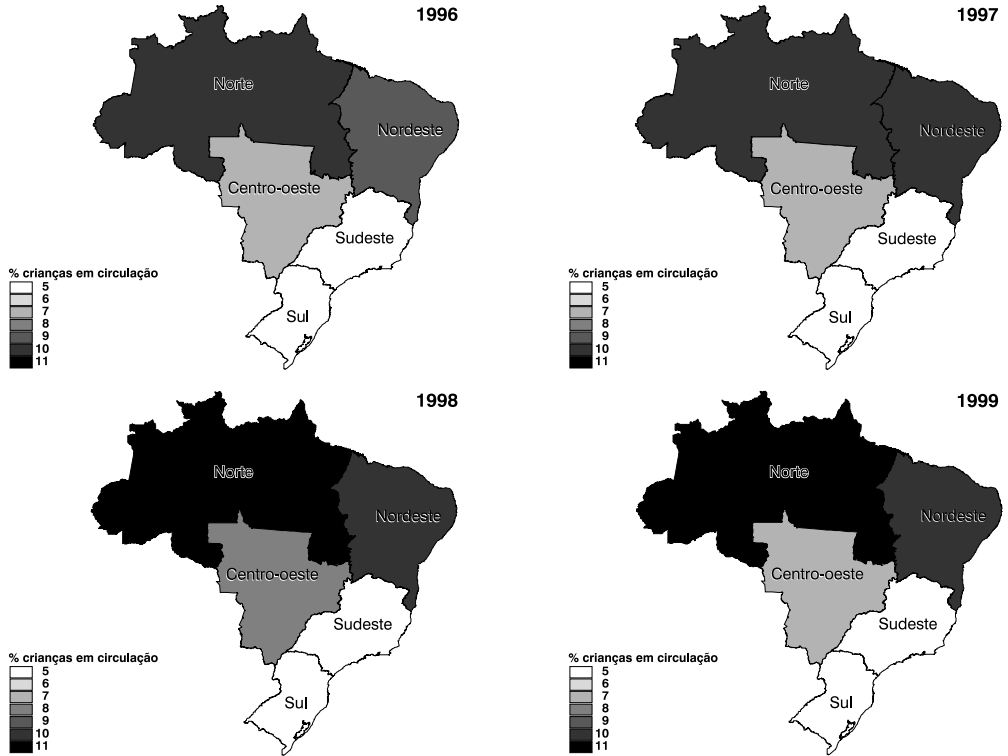 1996
Norte
Nordeste
Centro-oeste
Sudeste
Sul
% crianças em circulação
5
6
7
8
9
10
11
1997
Norte
Nordeste
Centro-oeste
Sudeste
Sul
% crianças em circulação
5
6
7
8
9
10
11
1998
Norte
Nordeste
Centro-oeste
Sudeste
Sul
% crianças em circulação
5
6
7
8
9
10
11
1999
Norte
Nordeste
Centro-oeste
Sudeste
Sul
% crianças em circulação
5
6
7
8
9
10
11